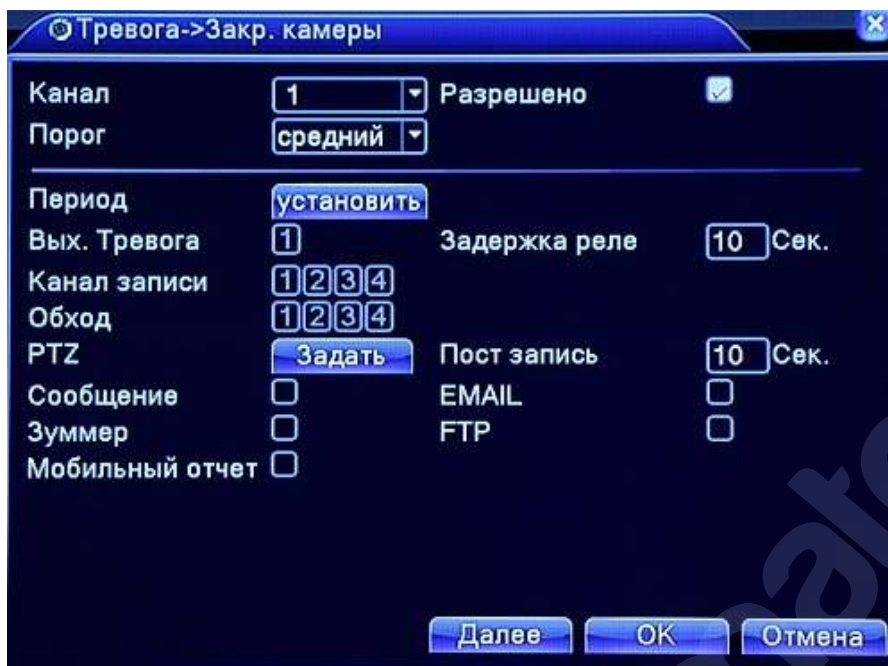 Тревога->Закр. камеры
Канал 1 Разрешено
Порог средний
Период установить
Вых. Тревога 1 Задержка реле 10 Сек.
Канал записи 1 2 3 4
Обход 1 2 3 4
PTZ Задать Пост запись 10 Сек.
Сообщение EMAIL
Зуммер FTP
Мобильный отчет
Далее OK Отмена